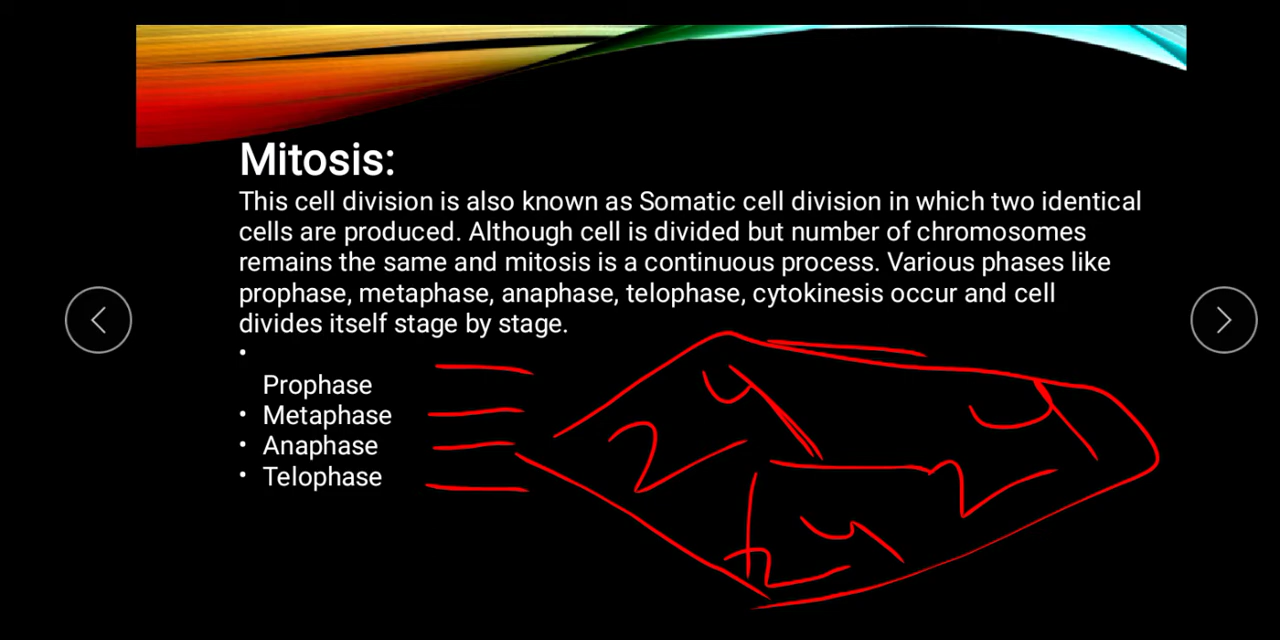 Mitosis:
This cell division is also known as Somatic cell division in which two identical
cells are produced. Although cell is divided but number of chromosomes
remains the same and mitosis is a continuous process. Various phases like
prophase, metaphase, anaphase, telophase, cytokinesis occur and cell
divides itself stage by stage.
•
Prophase
• Metaphase
• Anaphase
• Telophase